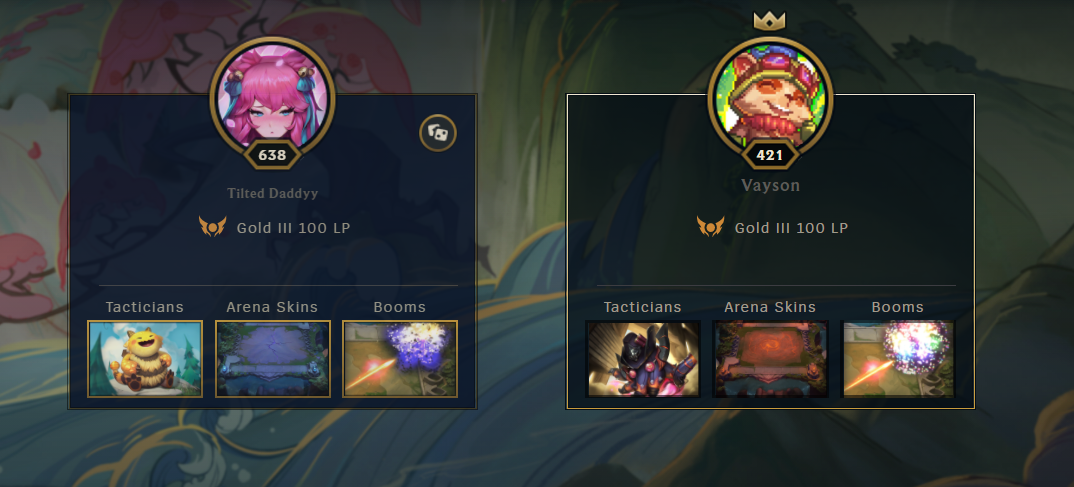 638
Tilted Daddyy
Gold III 100 LP
Tacticians Arena Skins Booms
421
Vayson
Gold III 100 LP
Tacticians Arena Skins Booms